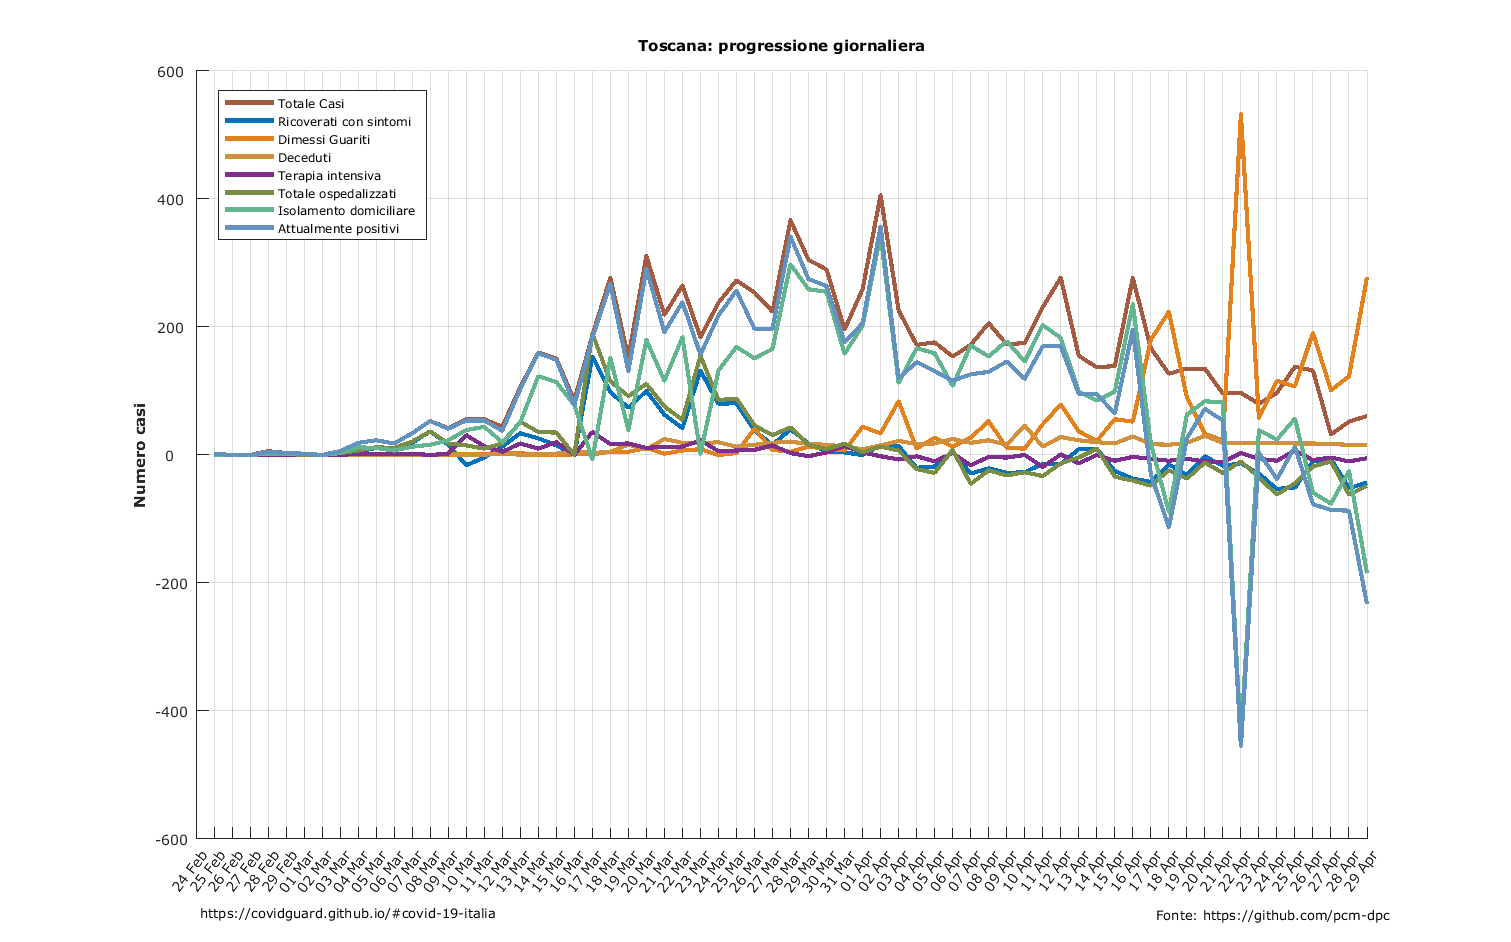 Toscana: progressione giornaliera
600
400
200
0
-200
-400
-600
Numero casi
Totale Casi
Ricoverati con sintomi
Dimessi Guariti
Deceduti
Terapia intensiva
Totale ospedalizzati
Isolamento domiciliare
Attualmente positivi
24 Feb
25 Feb
26 Feb
27 Feb
28 Feb
29 Feb
01 Mar
02 Mar
03 Mar
04 Mar
05 Mar
06 Mar
07 Mar
08 Mar
09 Mar
10 Mar
11 Mar
12 Mar
13 Mar
14 Mar
15 Mar
16 Mar
17 Mar
18 Mar
19 Mar
20 Mar
21 Mar
22 Mar
23 Mar
24 Mar
25 Mar
26 Mar
27 Mar
28 Mar
29 Mar
30 Mar
31 Mar
01 Apr
02 Apr
03 Apr
04 Apr
05 Apr
06 Apr
07 Apr
08 Apr
09 Apr
10 Apr
11 Apr
12 Apr
13 Apr
14 Apr
15 Apr
16 Apr
17 Apr
18 Apr
19 Apr
20 Apr
21 Apr
22 Apr
23 Apr
24 Apr
25 Apr
26 Apr
27 Apr
28 Apr
29 Apr
https://covidguard.github.io/#covid-19-italia
Fonte: https://github.com/pcm-dpc